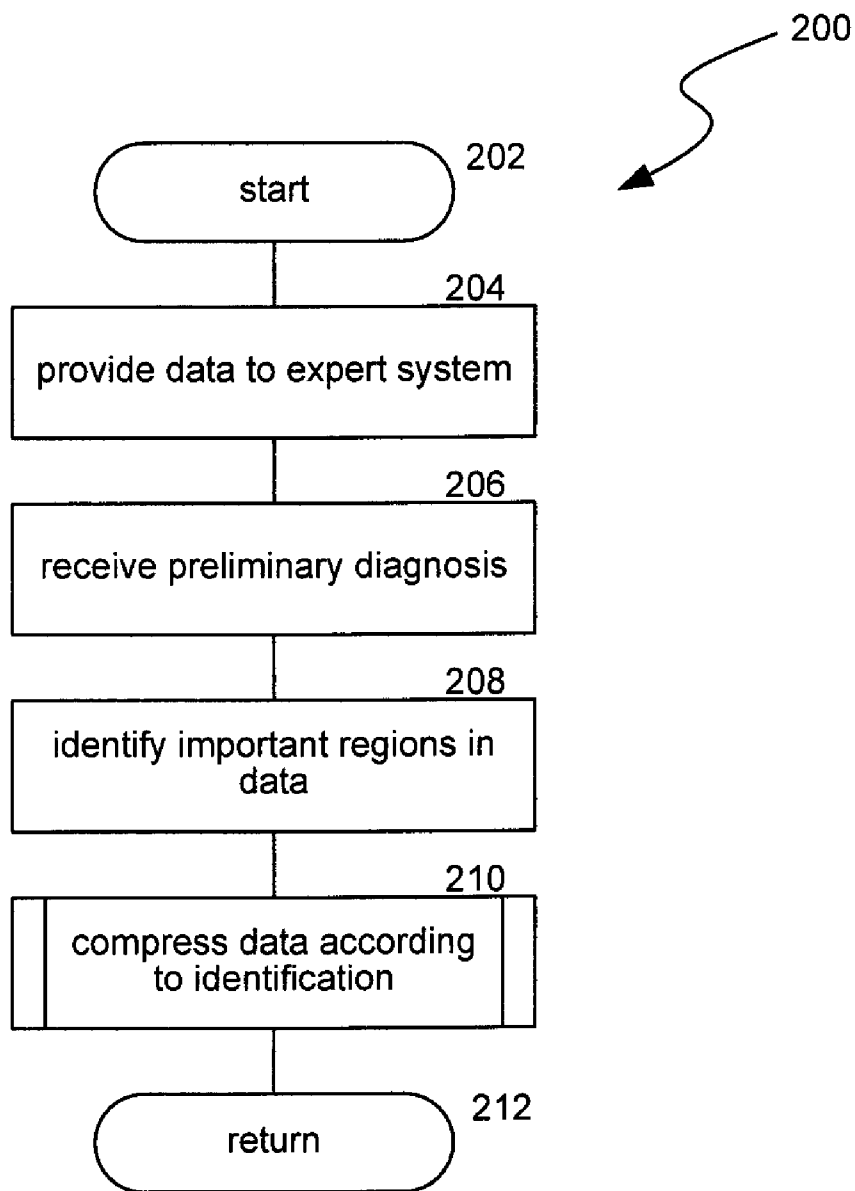 200
202
start
204
provide data to expert system
206
receive preliminary diagnosis
208
identify important regions in
data
210
compress data according
to identification
212
return